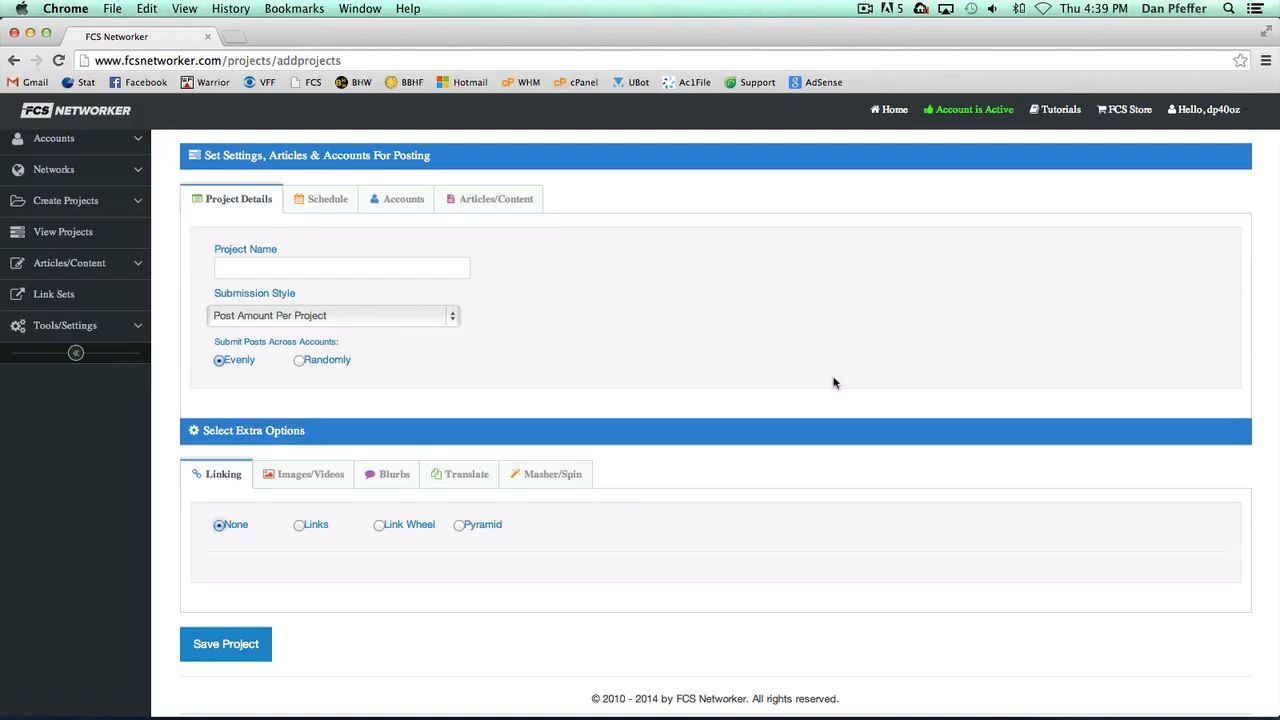 Chrome File Edit View History Bookmarks Window Help 5 Thu 4:39 PM Dan Pfeffer
FCS Networker
www.fcsnetworker.com/projects/addprojects
Gmail Stat Facebook Warrior VFF FCS BHW BBHF Hotmail WHM cPanel UBot Ac1File Support AdSense
FCS NETWORKER Home Account is Active Tutorials FCS Store Hello, dp40oz
Accounts
Networks
Create Projects
View Projects
Articles/Content
Link Sets
Tools/Settings
Set Settings, Articles & Accounts For Posting
Project Details Schedule Accounts Articles/Content
Project Name
Submission Style
Post Amount Per Project
Submit Posts Across Accounts:
Evenly Randomly
Select Extra Options
Linking Images/Videos Blurbs Translate Masher/Spin
None Links Link Wheel Pyramid
Save Project
© 2010 - 2014 by FCS Networker. All rights reserved.